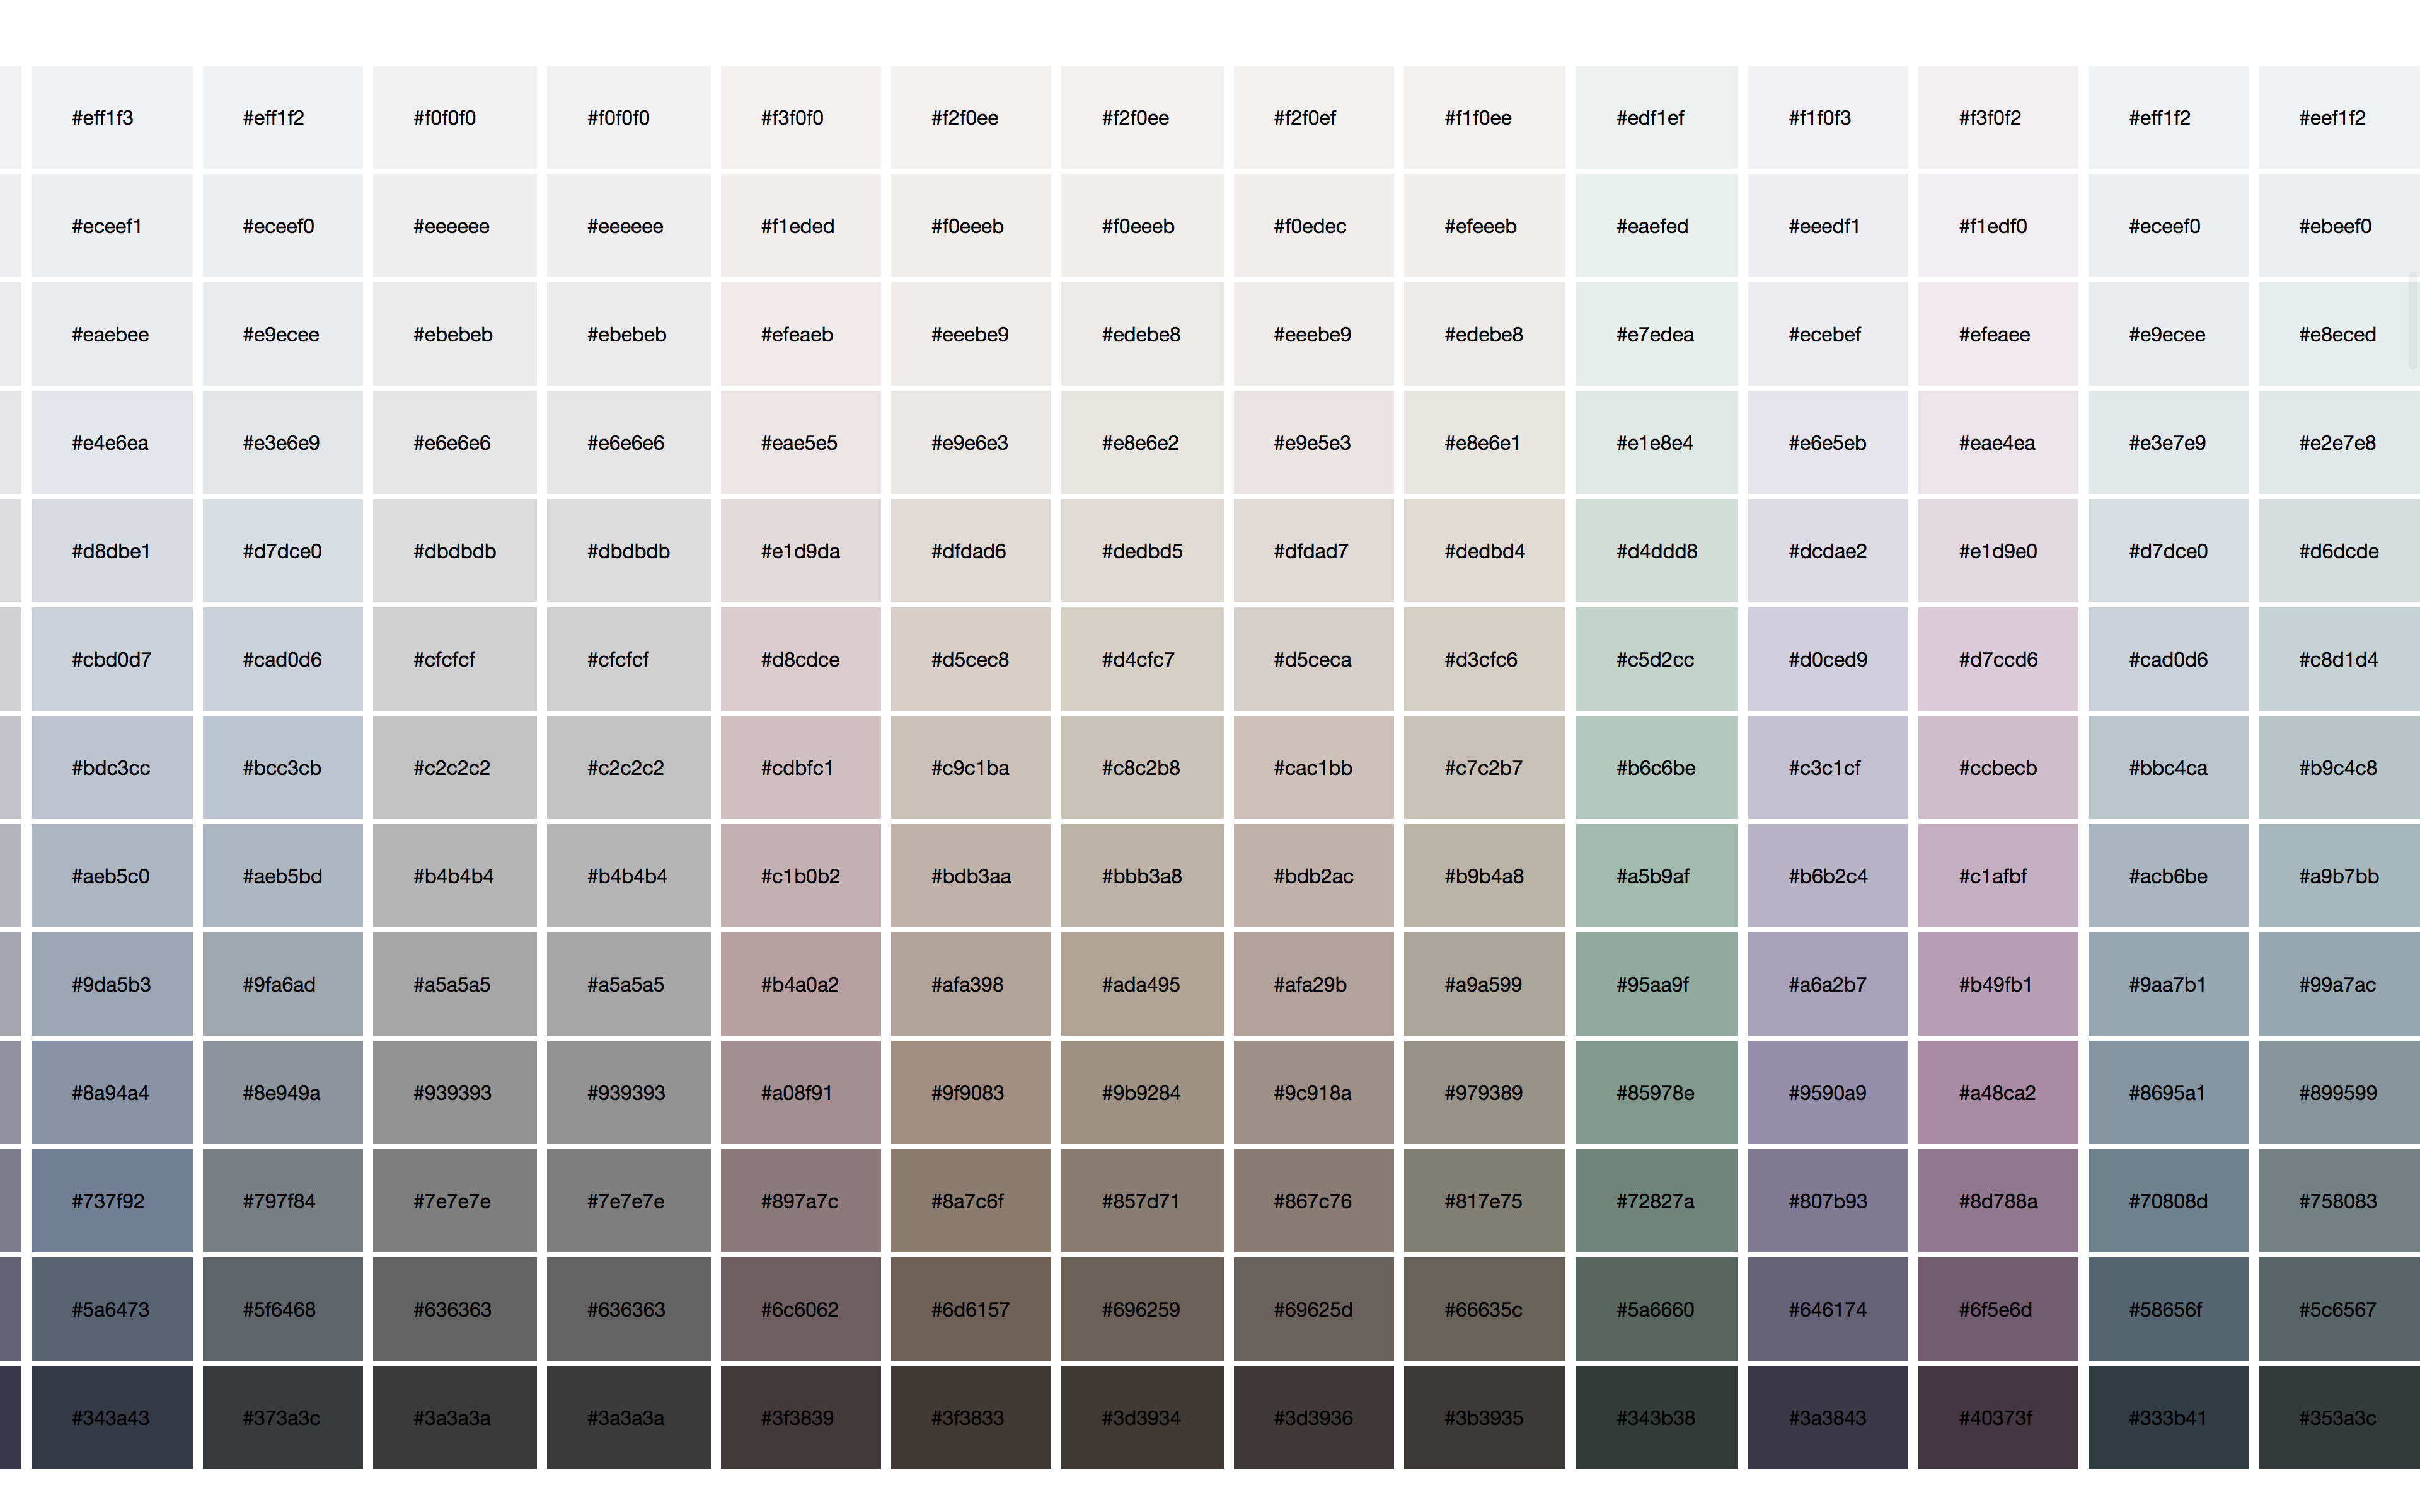 #eff1f3 #eff1f2 #f0f0f0 #f0f0f0 #f3f0f0 #f2f0ee #f2f0ee #f2f0ef #f1f0ee #edf1ef #f1f0f3 #f3f0f2 #eff1f2 #eef1f2
#eceef1 #eceef0 #eeeeee #eeeeee #f1eded #f0eeeb #f0eeeb #f0edec #efeeeb #eaefed #eeedf1 #f1edf0 #eceef0 #ebeef0
#eaebee #e9ecee #ebebeb #ebebeb #efeaeb #eeebe9 #edebe8 #eeebe9 #edebe8 #e7edea #ecebef #efeaee #e9ecee #e8eced
#e4e6ea #e3e6e9 #e6e6e6 #e6e6e6 #eae5e5 #e9e6e3 #e8e6e2 #e9e5e3 #e8e6e1 #e1e8e4 #e6e5eb #eae4ea #e3e7e9 #e2e7e8
#d8dbe1 #d7dce0 #dbdbdb #dbdbdb #e1d9da #dfdad6 #dedbd5 #dfdad7 #dedbd4 #d4ddd8 #dcdae2 #e1d9e0 #d7dce0 #d6dcde
#cbd0d7 #cad0d6 #cfcfcf #cfcfcf #d8cdce #d5cec8 #d4cfc7 #d5ceca #d3cfc6 #c5d2cc #d0ced9 #d7ccd6 #cad0d6 #c8d1d4
#bdc3cc #bcc3cb #c2c2c2 #c2c2c2 #cdbfc1 #c9c1ba #c8c2b8 #cac1bb #c7c2b7 #b6c6be #c3c1cf #ccbecb #bbc4ca #b9c4c8
#aeb5c0 #aeb5bd #b4b4b4 #b4b4b4 #c1b0b2 #bdb3aa #bbb3a8 #bdb2ac #b9b4a8 #a5b9af #b6b2c4 #c1afbf #acb6be #a9b7bb
#9da5b3 #9fa6ad #a5a5a5 #a5a5a5 #b4a0a2 #afa398 #ada495 #afa29b #a9a599 #95aa9f #a6a2b7 #b49fb1 #9aa7b1 #99a7ac
#8a94a4 #8e949a #939393 #939393 #a08f91 #9f9083 #9b9284 #9c918a #979389 #85978e #9590a9 #a48ca2 #8695a1 #899599
#737f92 #797f84 #7e7e7e #7e7e7e #897a7c #8a7c6f #857d71 #867c76 #817e75 #72827a #807b93 #8d788a #70808d #758083
#5a6473 #5f6468 #636363 #636363 #6c6062 #6d6157 #696259 #69625d #66635c #5a6660 #646174 #6f5e6d #58656f #5c6567
#343a43 #373a3c #3a3a3a #3a3a3a #3f3839 #3f3833 #3d3934 #3d3936 #3b3935 #343b38 #3a3843 #40373f #333b41 #353a3c